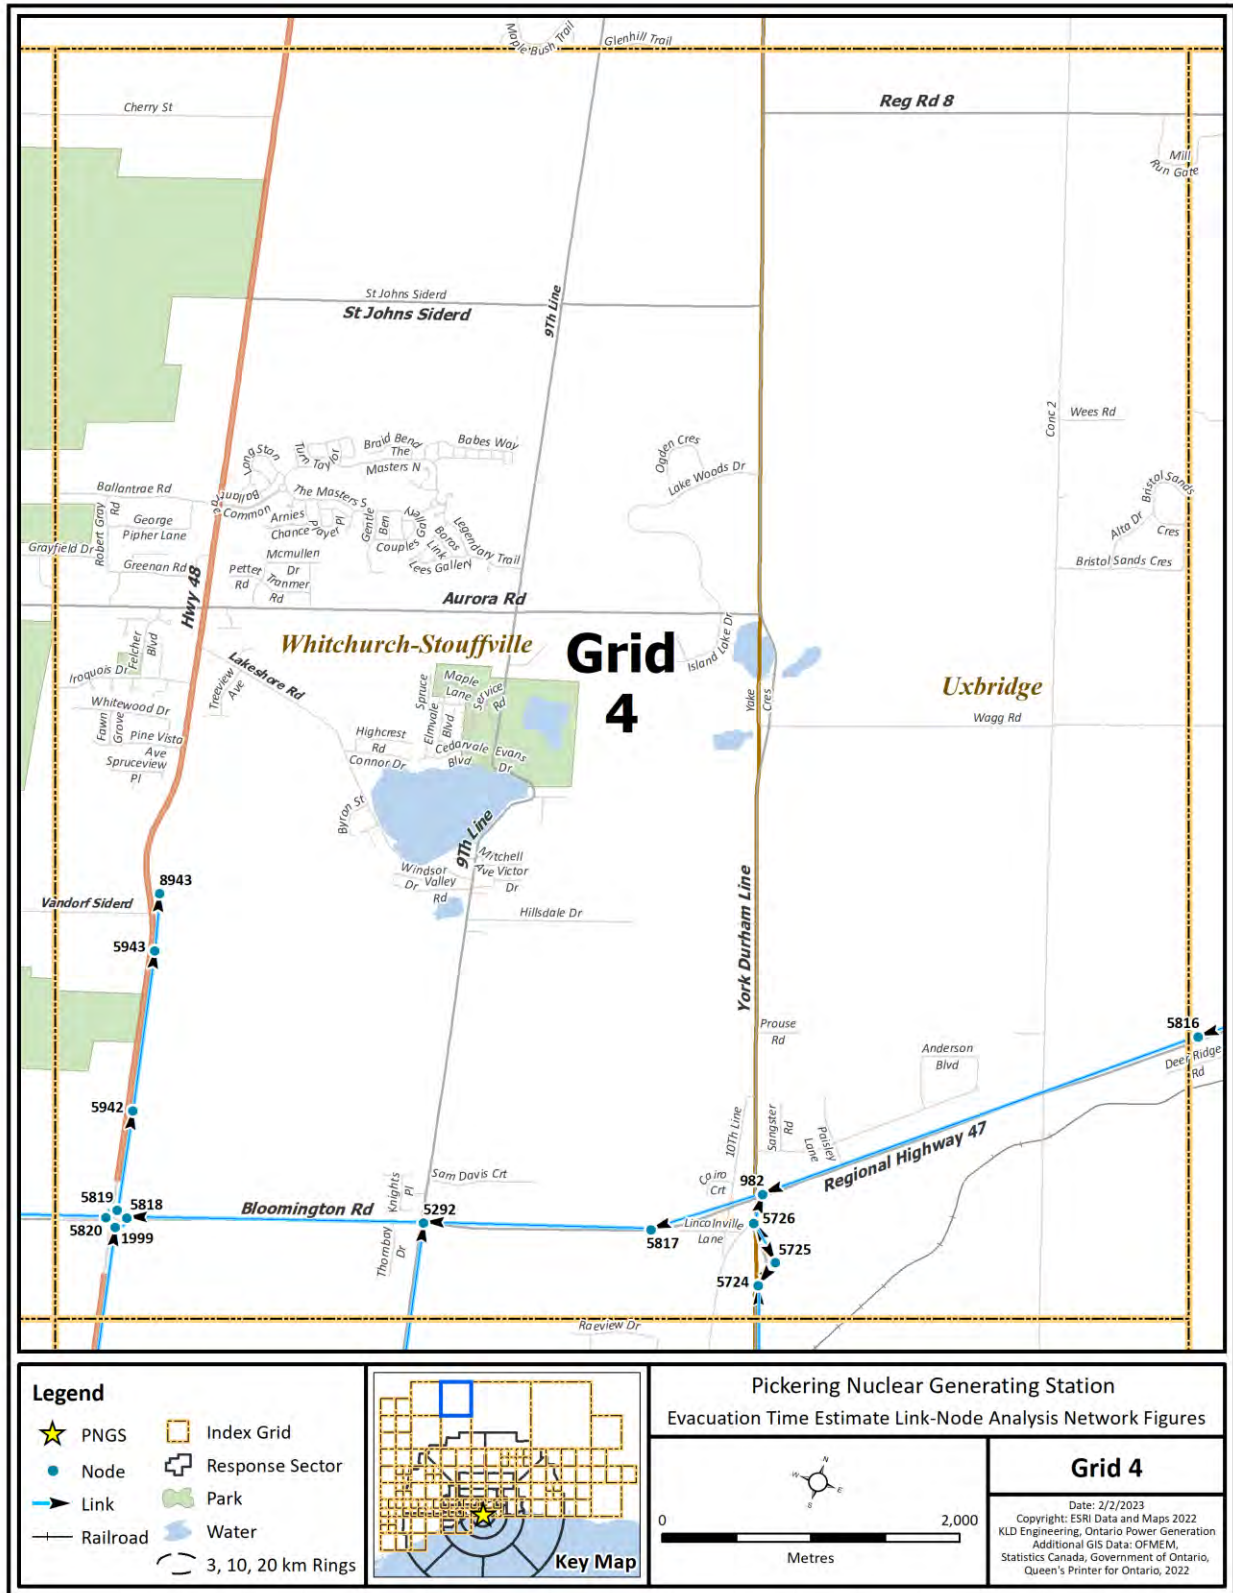 Maple Bush Trail
Glenhill Trail
Cherry St
Reg Rd 8
Mill
Run Gate
St Johns Siderd
St Johns Siderd
9Th Line
Conc 2
Wees Rd
Long Stan
Turn Taylor
Braid Bend
The
Masters N
Babes Way
Ogden Cres
Lake Woods Dr
Ballantrae Rd
Robert Gray
Rd
George
Pipher Lane
Common
The Masters S
Arnies
Chance
Prayer Pl
Gentle
Ben
Couples
Gallery
Boros
Link
Legendary Trail
Lees Gallery
Bristol Sands
Cres
Alta Dr
Bristol Sands Cres
Grayfield Dr
Greenan Rd
Pettet
Rd
Mcmullen
Dr
Tranmer
Rd
Hwy 48
Aurora Rd
Whitchurch-Stouffville
Grid
4
Island Lake Dr
Uxbridge
Felcher
Blvd
Iroquois Dr
Lakeshore Rd
Treeview
Ave
Whitewood Dr
Fawn
Grove
Pine Vista
Ave
Spruceview
Pl
Spruce
Maple
Lane
Service
Rd
Elmvale
Blvd
Highcrest
Rd
Connor Dr
Cedarvale
Blvd
Evans
Dr
Yake
Cres
Wagg Rd
Byron St
9Th Line
Mitchell
Ave
Victor
Dr
Windsor
Dr
Valley
Rd
Hillsdale Dr
York Durham Line
8943
Vandorf Siderd
5943
Prouse
Rd
5816
Anderson
Blvd
Deer Ridge
Rd
5942
10Th Line
Sangster
Rd
Paisley
Lane
Regional Highway 47
Cairo
Crt
Sam Davis Crt
Knights
Pl
982
5819
5818
5820
1999
Bloomington Rd
5292
Thornbay
Dr
5817
Lincolnville
Lane
5726
5725
5724
Raeview Dr
Legend
PNGS
Node
Link
Railroad
Index Grid
Response Sector
Park
Water
3, 10, 20 km Rings
Key Map
Pickering Nuclear Generating Station
Evacuation Time Estimate Link-Node Analysis Network Figures
N
W
E
S
0
2,000
Metres
Grid 4
Date: 2/2/2023
Copyright: ESRI Data and Maps 2022
KLD Engineering, Ontario Power Generation
Additional GIS Data: OFMEM,
Statistics Canada, Government of Ontario,
Queen's Printer for Ontario, 2022